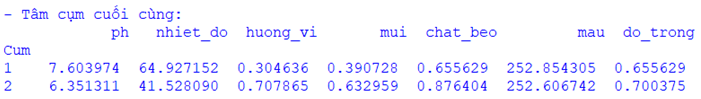 - Tâm cụm cuối cùng:
ph nhiet_do huong_vi mui chat_beo mau do_trong
Cum
1 7.603974 64.927152 0.304636 0.390728 0.655629 252.854305 0.655629
2 6.351311 41.528090 0.707865 0.632959 0.876404 252.606742 0.700375